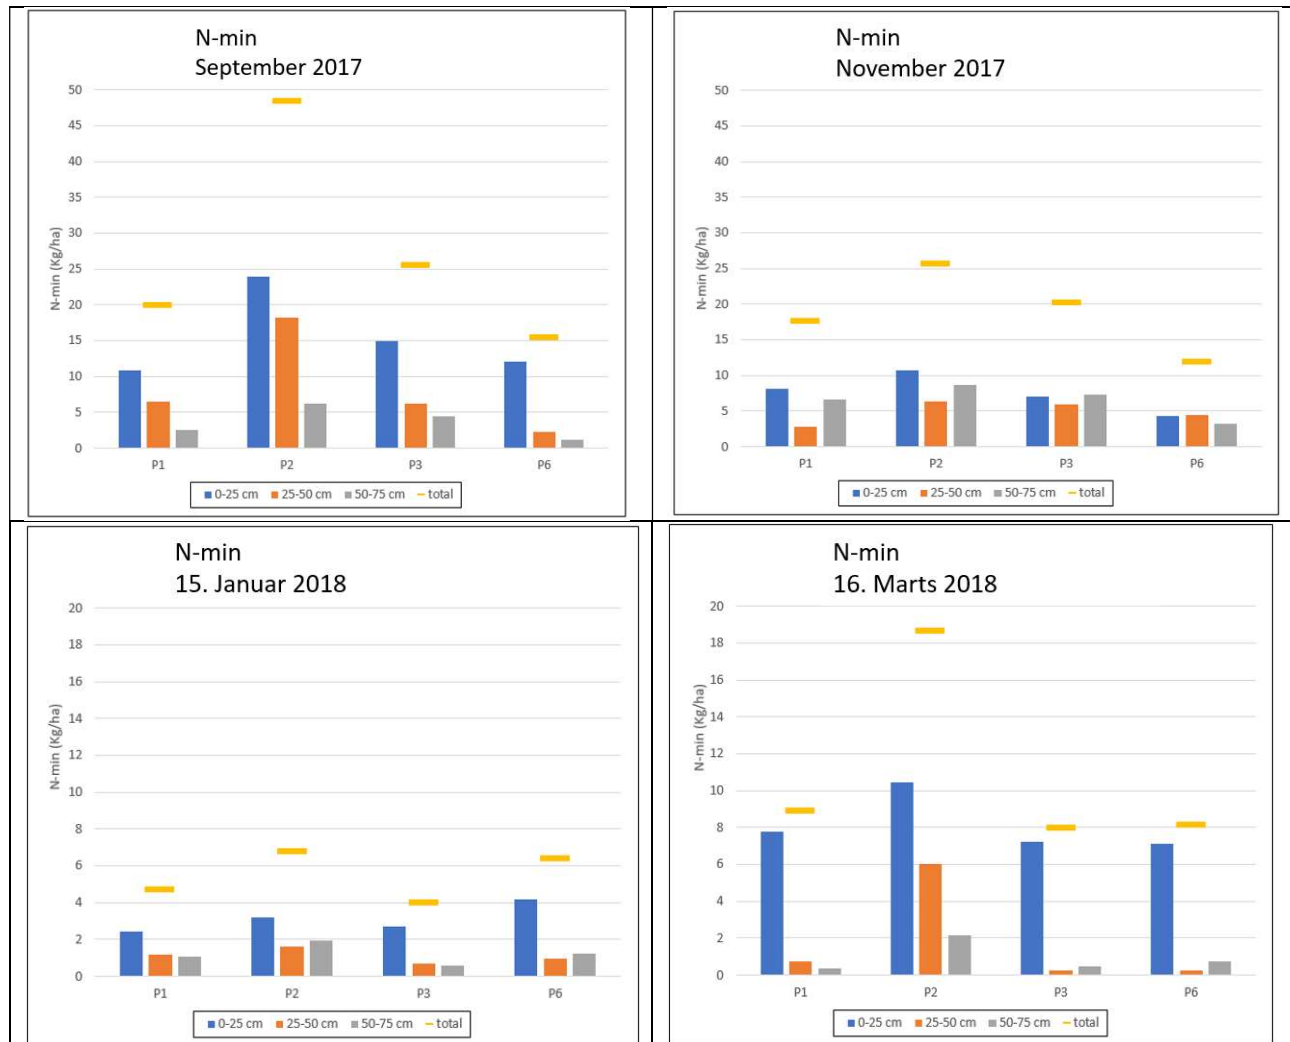 N-min
September 2017
50
45
40
35
30
25
20
15
10
5
0
N-min (Kg/ha)
P1 P2 P3 P6
0-25 cm 25-50 cm 50-75 cm total
N-min
November 2017
50
45
40
35
30
25
20
15
10
5
0
N-min (Kg/ha)
P1 P2 P3 P6
0-25 cm 25-50 cm 50-75 cm total
N-min
15. Januar 2018
20
18
16
14
12
10
8
6
4
2
0
N-min (Kg/ha)
P1 P2 P3 P6
0-25 cm 25-50 cm 50-75 cm total
N-min
16. Marts 2018
20
18
16
14
12
10
8
6
4
2
0
N-min (Kg/ha)
P1 P2 P3 P6
0-25 cm 25-50 cm 50-75 cm total